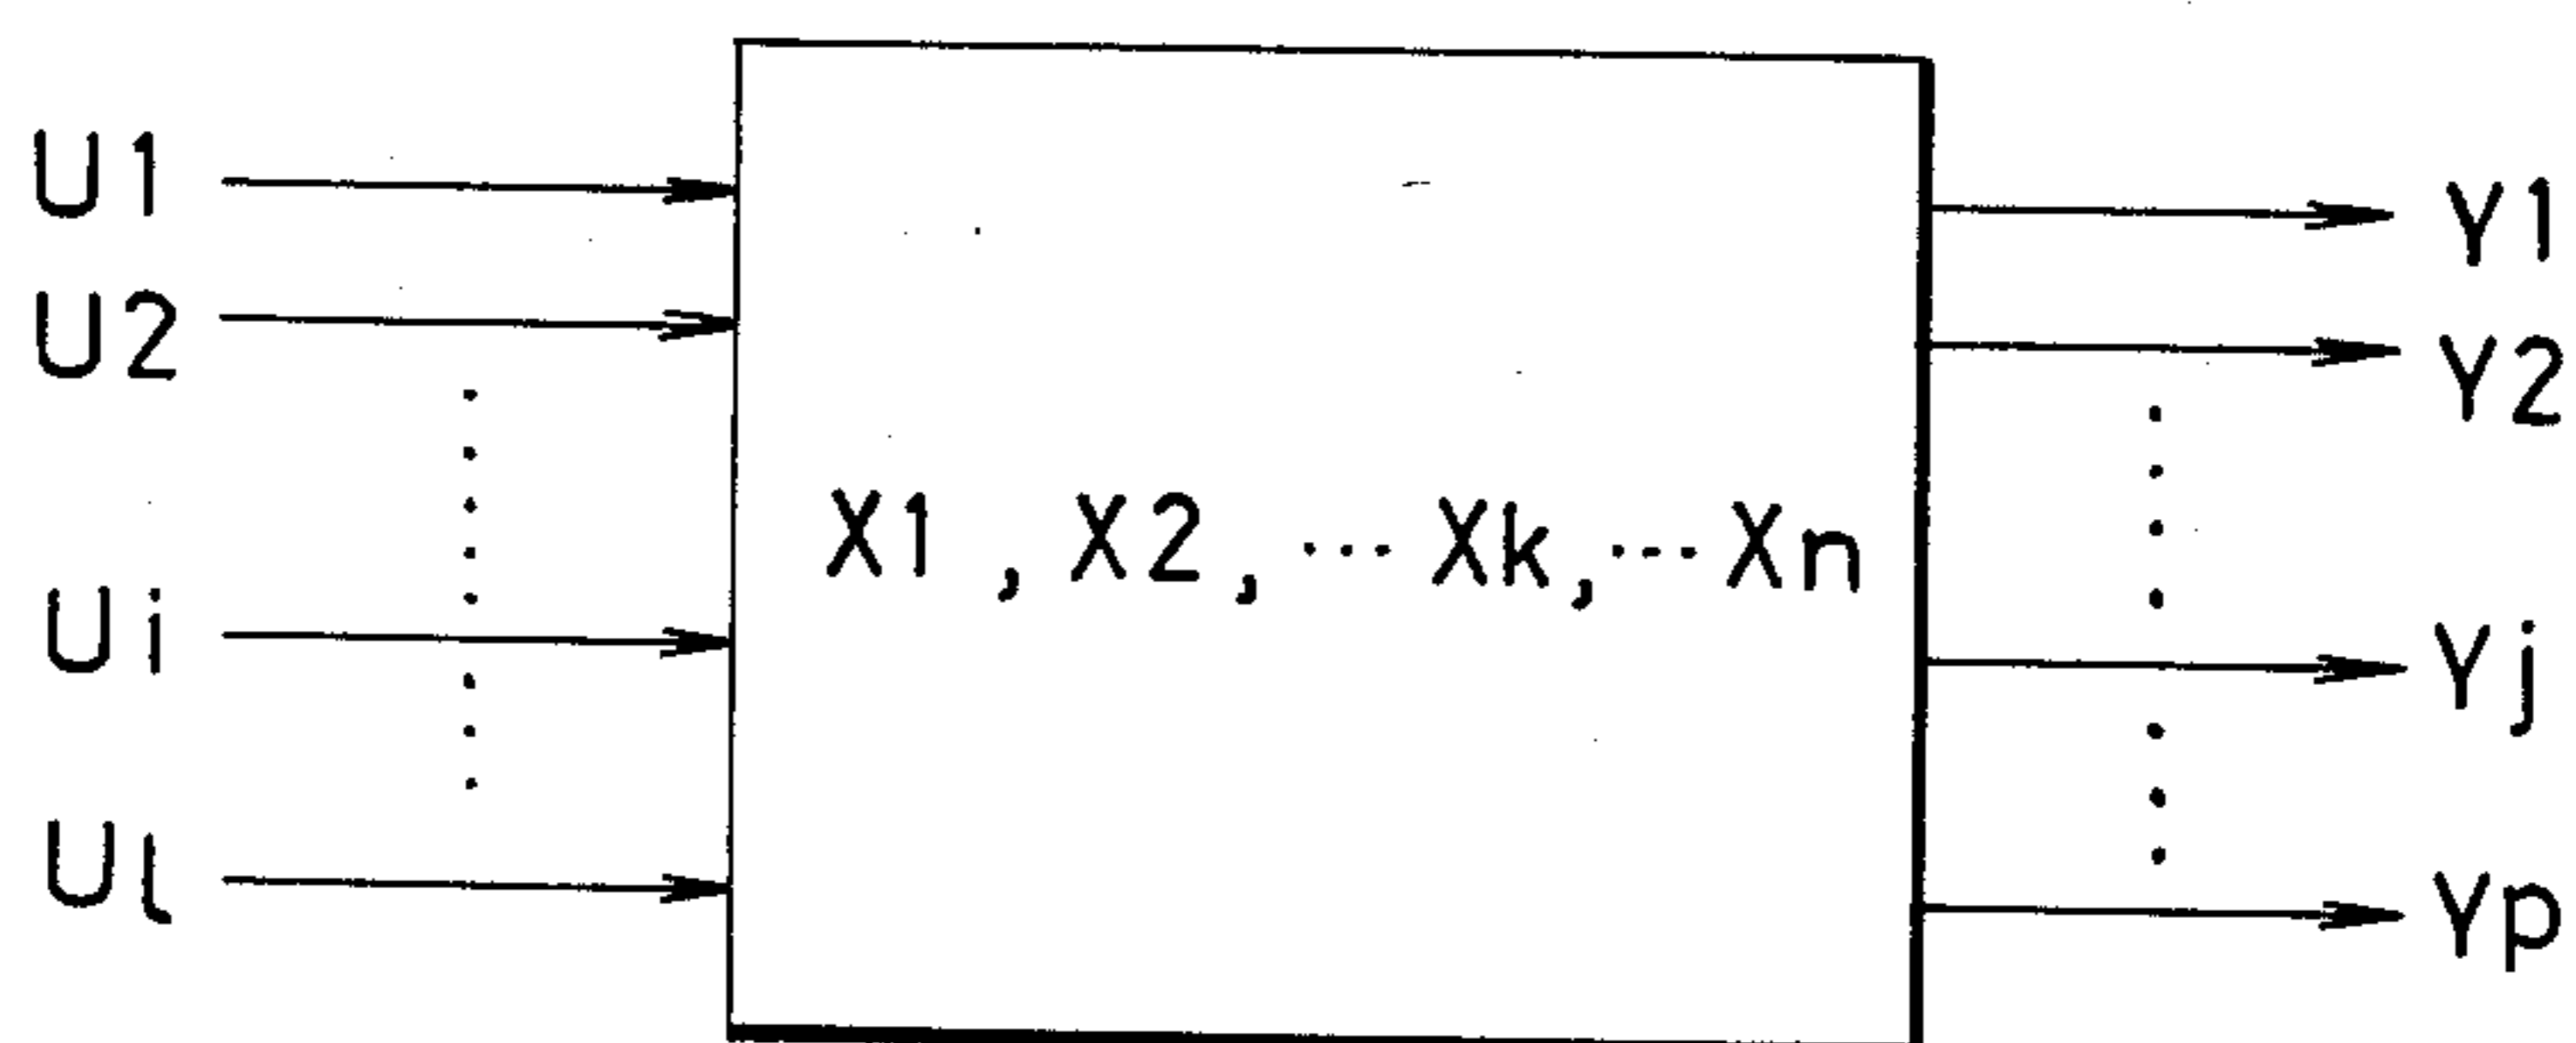 U1
U2
Ui
Ul
X1, X2, ... Xk, ... Xn
Y1
Y2
Yj
Yp